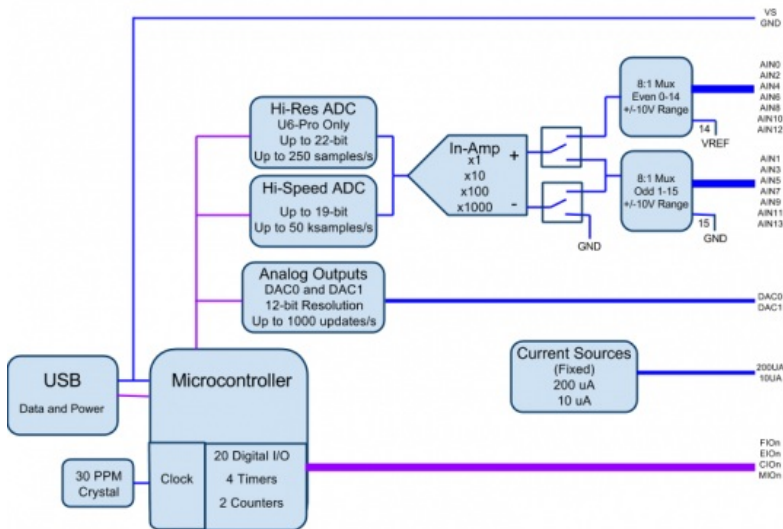 VS
GND
Hi-Res ADC
U6-Pro Only
Up to 22-bit
Up to 250 samples/s
Hi-Speed ADC
Up to 19-bit
Up to 50 ksamples/s
In-Amp
x1
x10
x100
x1000
+
-
GND
8:1 Mux
Even 0-14
+/-10V Range
14
VREF
8:1 Mux
Odd 1-15
+/-10V Range
15
GND
AIN0
AIN2
AIN4
AIN6
AIN8
AIN10
AIN12
AIN1
AIN3
AIN5
AIN7
AIN9
AIN11
AIN13
Analog Outputs
DAC0 and DAC1
12-bit Resolution
Up to 1000 updates/s
DAC0
DAC1
USB
Data and Power
Microcontroller
Current Sources
(Fixed)
200 uA
10 uA
200UA
10UA
30 PPM
Crystal
Clock
20 Digital I/O
4 Timers
2 Counters
FIOn
EIOn
CIOn
MIOn